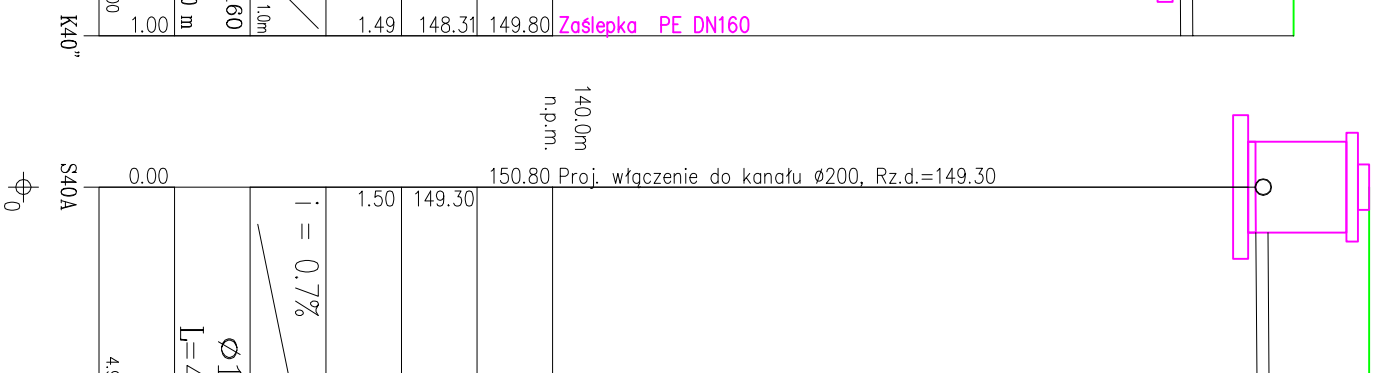 1.00
1.49
148.31
149.80
Zaślepka PE DN160
K40"
1.0m
140.0m
n.p.m.
S40A
0.00
150.80
Proj. włączenie do kanału ø200, Rz.d.=149.30
1.50
149.30
i = 0.7%
0